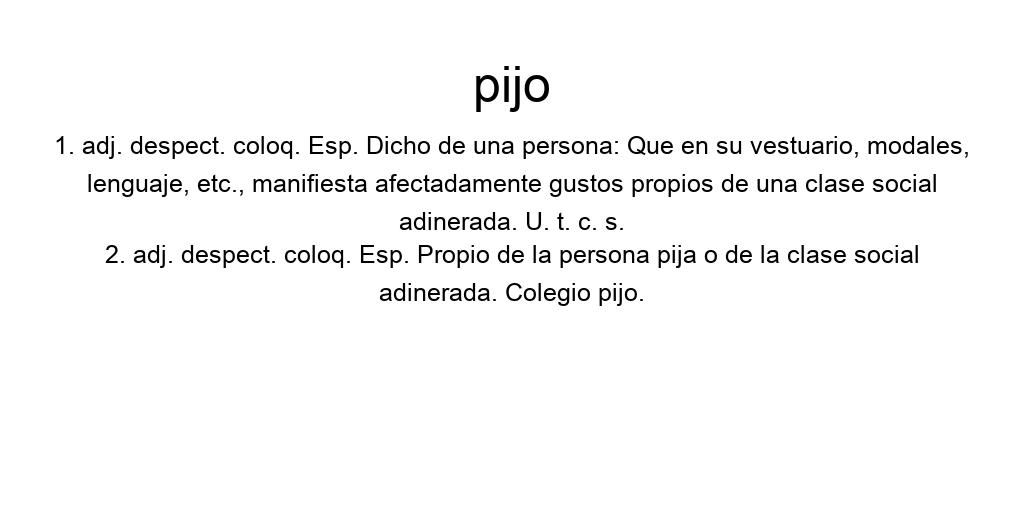 pijo
1. adj. despect. coloq. Esp. Dicho de una persona: Que en su vestuario, modales,
lenguaje, etc., manifiesta afectadamente gustos propios de una clase social
adinerada. U. t. c. s.
2. adj. despect. coloq. Esp. Propio de la persona pija o de la clase social
adinerada. Colegio pijo.